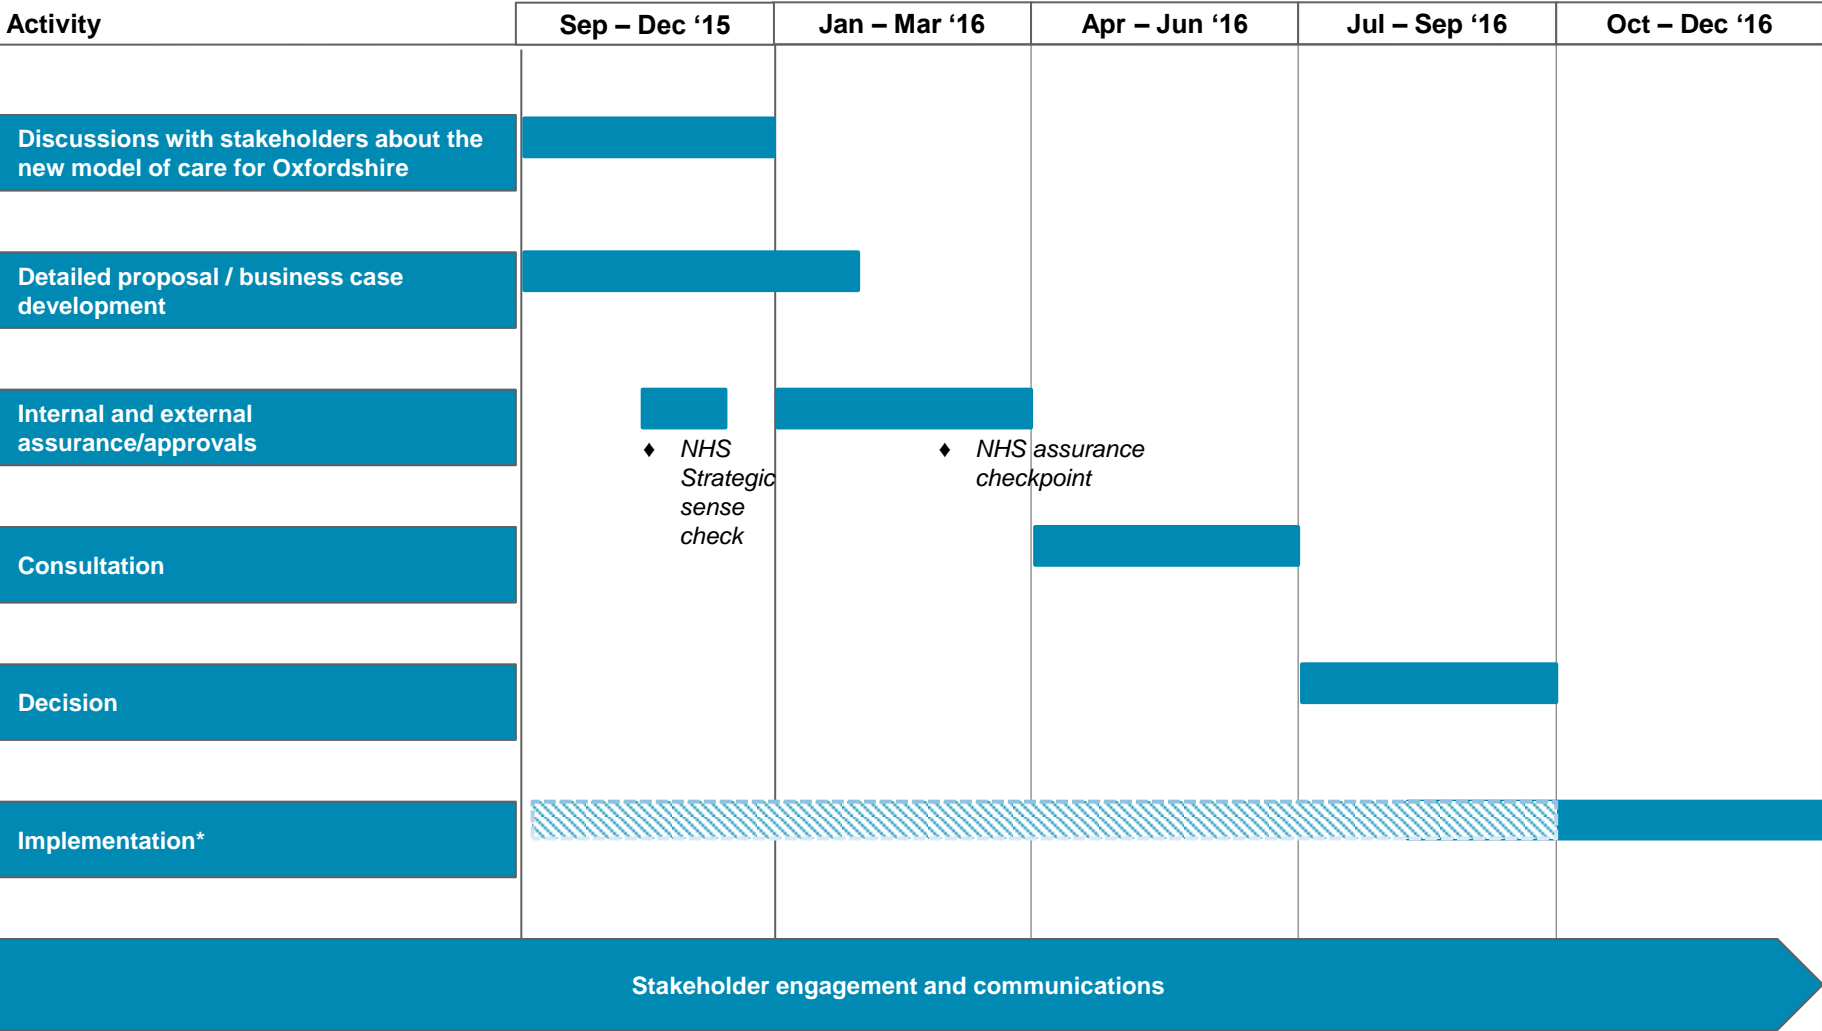 Activity
Sep – Dec ‘15
Jan – Mar ‘16
Apr – Jun ‘16
Jul – Sep ‘16
Oct – Dec ‘16
Discussions with stakeholders about the
new model of care for Oxfordshire
Detailed proposal / business case
development
Internal and external
assurance/approvals
♦ NHS
Strategic
sense
check
♦ NHS assurance
checkpoint
Consultation
Decision
Implementation*
Stakeholder engagement and communications